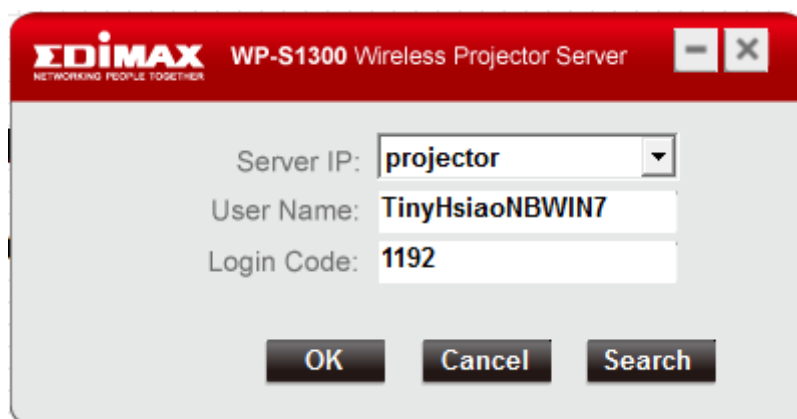 EDIMAX
NETWORKING PEOPLE TOGETHER
WP-S1300 Wireless Projector Server
Server IP: projector
User Name: TinyHsiaoNBWIN7
Login Code: 1192
OK Cancel Search